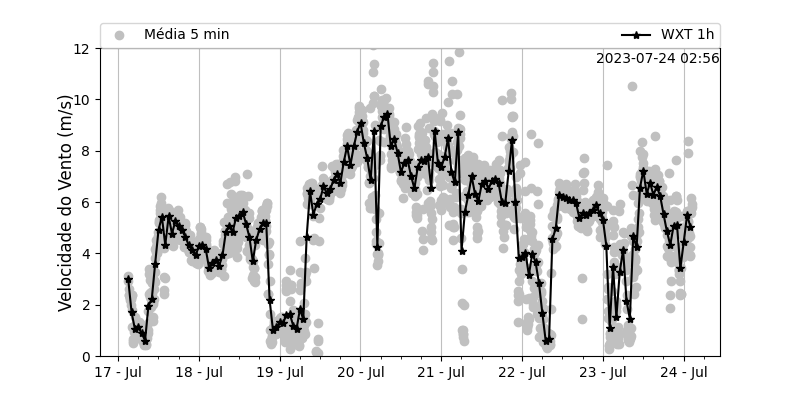 Média 5 min
WXT 1h
2023-07-24 02:56
Velocidade do Vento (m/s)
12
10
8
6
4
2
0
17 - Jul
18 - Jul
19 - Jul
20 - Jul
21 - Jul
22 - Jul
23 - Jul
24 - Jul